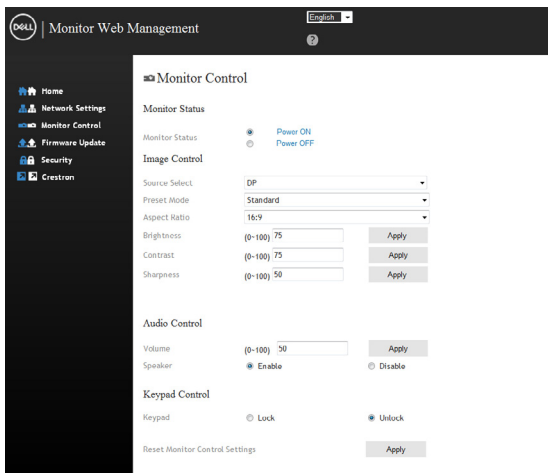 DELL | Monitor Web Management
English
?
Home
Network Settings
Monitor Control
Firmware Update
Security
Crestron
Monitor Control
Monitor Status
Monitor Status Power ON
Power OFF
Image Control
Source Select DP
Preset Mode Standard
Aspect Ratio 16:9
Brightness (0~100) 75 Apply
Contrast (0~100) 75 Apply
Sharpness (0~100) 50 Apply
Audio Control
Volume (0~100) 50 Apply
Speaker Enable Disable
Keypad Control
Keypad Lock Unlock
Reset Monitor Control Settings Apply